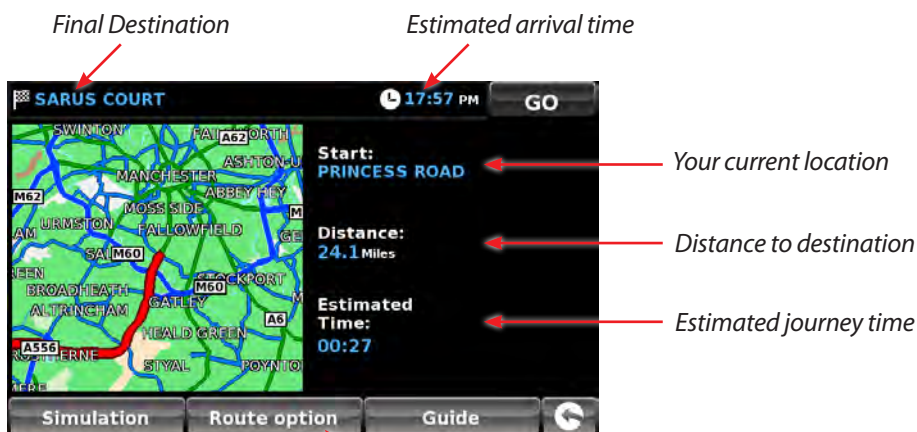 Final Destination
Estimated arrival time
SARUS COURT
17:57 PM
GO
SWINTON
A62
ASHTON-U
MANCHESTER
ABBEY HEY
M62
MOSS SIDE
URMSTON
FALLOWFIELD
M60
STOCKPORT
M60
BROADHEATH
GATLEY
ALTRINCHAM
A6
HEALD GREEN
A556
STYAL
POYNTO
Start:
PRINCESS ROAD
Your current location
Distance:
24.1 Miles
Distance to destination
Estimated
Time:
00:27
Estimated journey time
Simulation
Route option
Guide